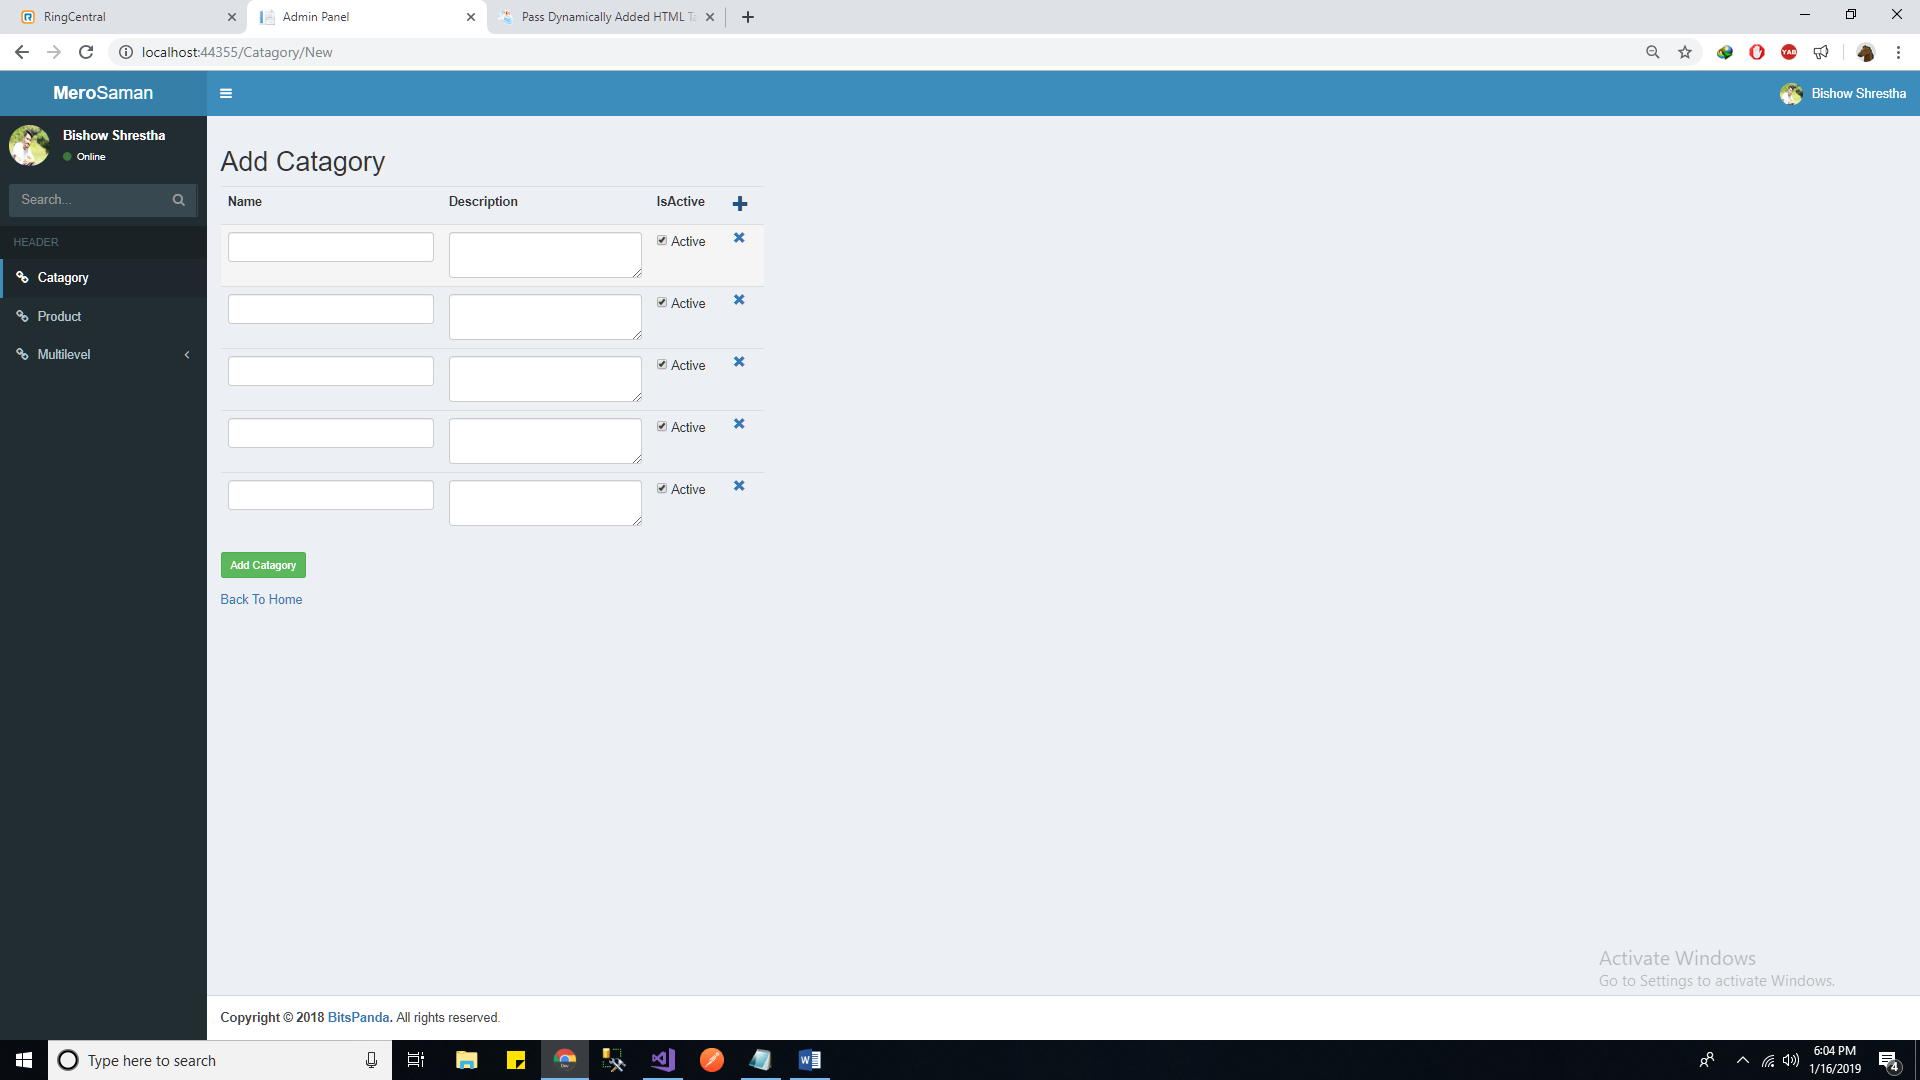 RingCentral
Admin Panel
Pass Dynamically Added HTML Ta
localhost:44355/Catagory/New
YAB
MeroSaman
Bishow Shrestha
Bishow Shrestha
Online
Search...
HEADER
Catagory
Product
Multilevel
Add Catagory
Name Description IsActive
Active
Active
Active
Active
Active
Add Catagory
Back To Home
Activate Windows
Go to Settings to activate Windows.
Copyright © 2018 BitsPanda. All rights reserved.
Type here to search
6:04 PM
1/16/2019
4